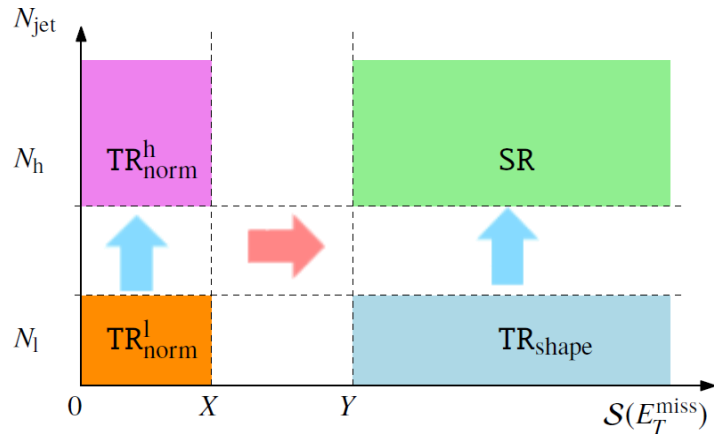 N_jet
N_h
TR^h_norm
SR
N_l
TR^l_norm
TR_shape
0
X
Y
S(E_T^miss)